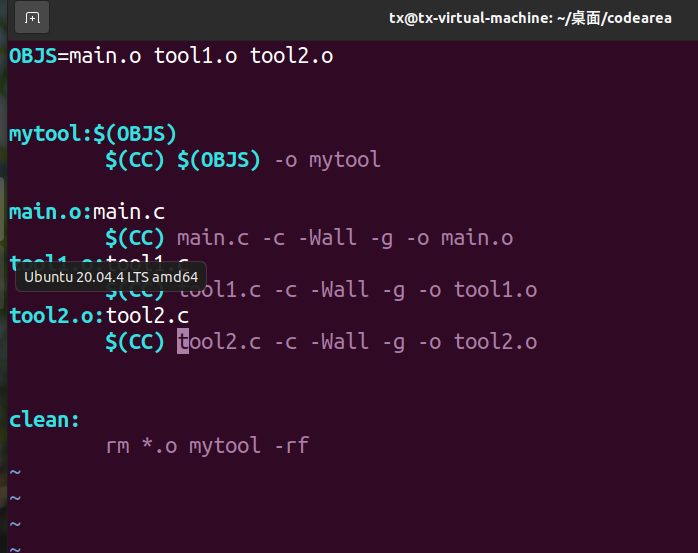 tx@tx-virtual-machine: ~/桌面/codearea
OBJS=main.o tool1.o tool2.o
mytool:$(OBJS)
$(CC) $(OBJS) -o mytool
main.o:main.c
$(CC) main.c -c -Wall -g -o main.o
tool1.o:tool1.c
Ubuntu 20.04.4 LTS amd64
$(CC) tool1.c -c -Wall -g -o tool1.o
tool2.o:tool2.c
$(CC) tool2.c -c -Wall -g -o tool2.o
clean:
rm *.o mytool -rf
~
~
~
~